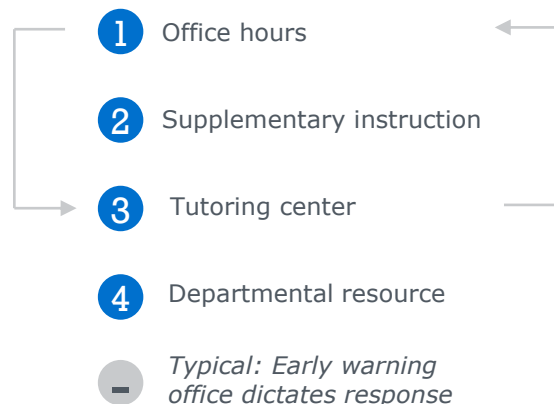 1 Office hours
2 Supplementary instruction
3 Tutoring center
4 Departmental resource
- Typical: Early warning
office dictates response